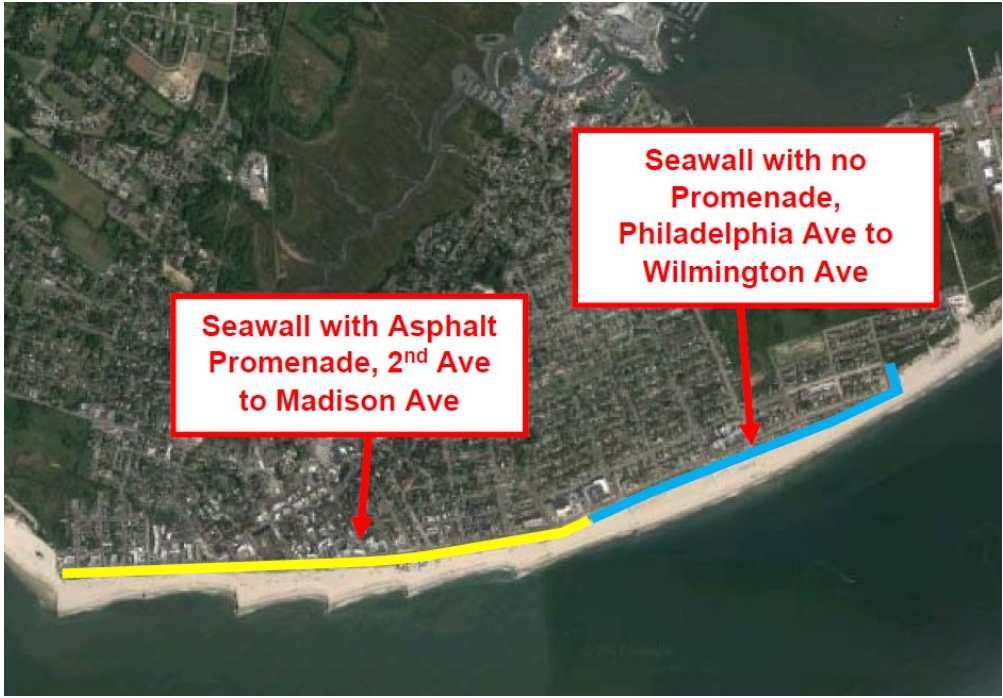 Seawall with no
Promenade,
Philadelphia Ave to
Wilmington Ave
Seawall with Asphalt
Promenade, 2nd Ave
to Madison Ave